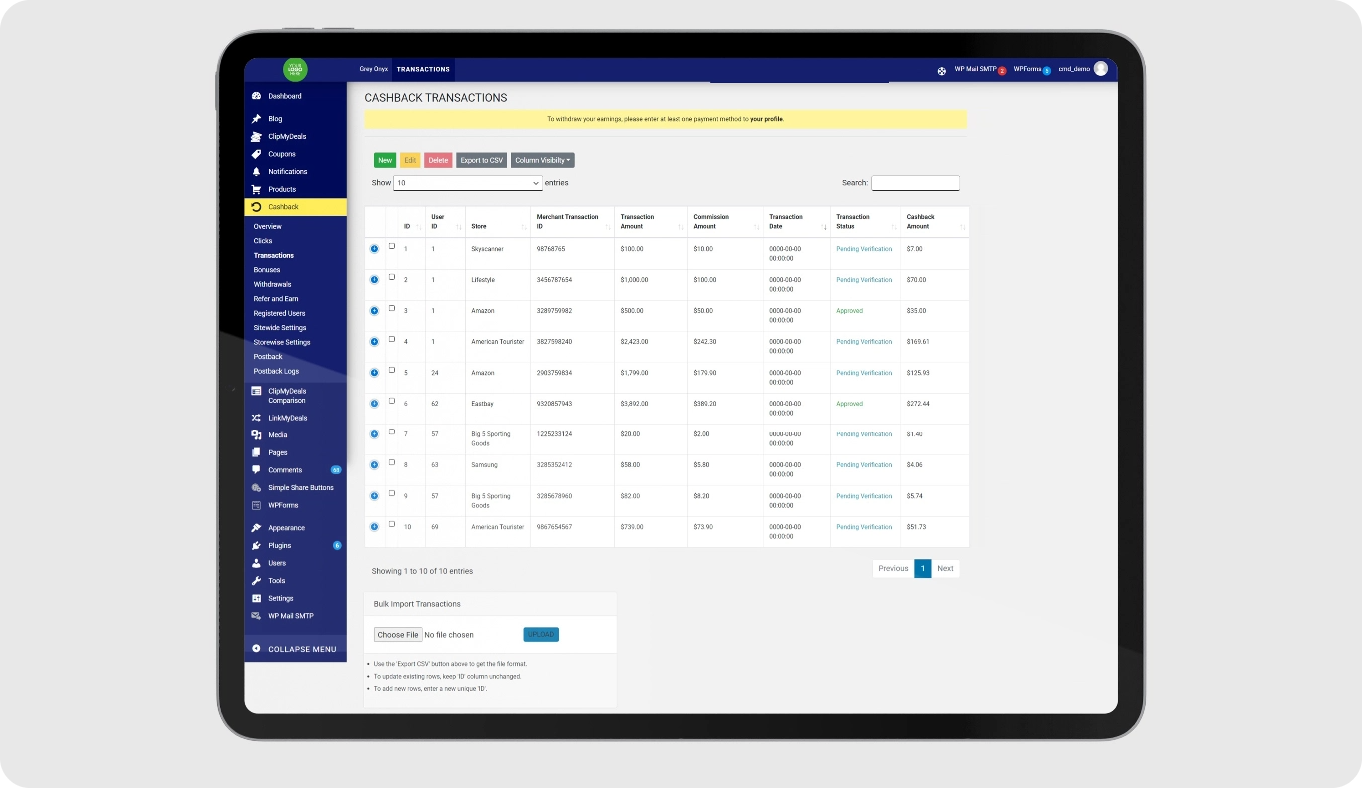 YOUR
LOGO
HERE
Grey Onyx TRANSACTIONS
WP Mail SMTP 2 WPForms cmd_demo
Dashboard
Blog
ClipMyDeals
Coupons
Notifications
Products
Cashback
Overview
Clicks
Transactions
Bonuses
Withdrawals
Refer and Earn
Registered Users
Sitewide Settings
Storewise Settings
Postback
Postback Logs
ClipMyDeals
Comparison
LinkMyDeals
Media
Pages
Comments
Simple Share Buttons
WPForms
Appearance
Plugins 6
Users
Tools
Settings
WP Mail SMTP
COLLAPSE MENU
CASHBACK TRANSACTIONS
To withdraw your earnings, please enter at least one payment method to your profile.
New Edit Delete Export to CSV Column Visibilty
Show 10 entries Search:
ID User ID Store Merchant Transaction ID Transaction Amount Commission Amount Transaction Date Transaction Status Cashback Amount
1 1 Skyscanner 98768765 $100.00 $10.00 0000-00-00 00:00:00 Pending Verification $7.00
2 1 Lifestyle 3456787654 $1,000.00 $100.00 0000-00-00 00:00:00 Pending Verification $70.00
3 1 Amazon 3289759982 $500.00 $50.00 0000-00-00 00:00:00 Approved $35.00
4 1 American Tourister 3827598240 $2,423.00 $242.30 0000-00-00 00:00:00 Pending Verification $169.61
5 24 Amazon 2903759834 $1,799.00 $179.90 0000-00-00 00:00:00 Pending Verification $125.93
6 62 Eastbay 9320857943 $3,892.00 $389.20 0000-00-00 00:00:00 Approved $272.44
7 57 Big 5 Sporting Goods 1225233124 $20.00 $2.00 0000-00-00 00:00:00 Pending Verification $1.40
8 63 Samsung 3285352412 $58.00 $5.80 0000-00-00 00:00:00 Pending Verification $4.06
9 57 Big 5 Sporting Goods 3285678960 $82.00 $8.20 0000-00-00 00:00:00 Pending Verification $5.74
10 69 American Tourister 9867654567 $739.00 $73.90 0000-00-00 00:00:00 Pending Verification $51.73
Showing 1 to 10 of 10 entries
Previous 1 Next
Bulk Import Transactions
Choose File No file chosen UPLOAD
• Use the 'Export CSV' button above to get the file format.
• To update existing rows, keep 'ID' column unchanged.
• To add new rows, enter a new unique 'ID'.